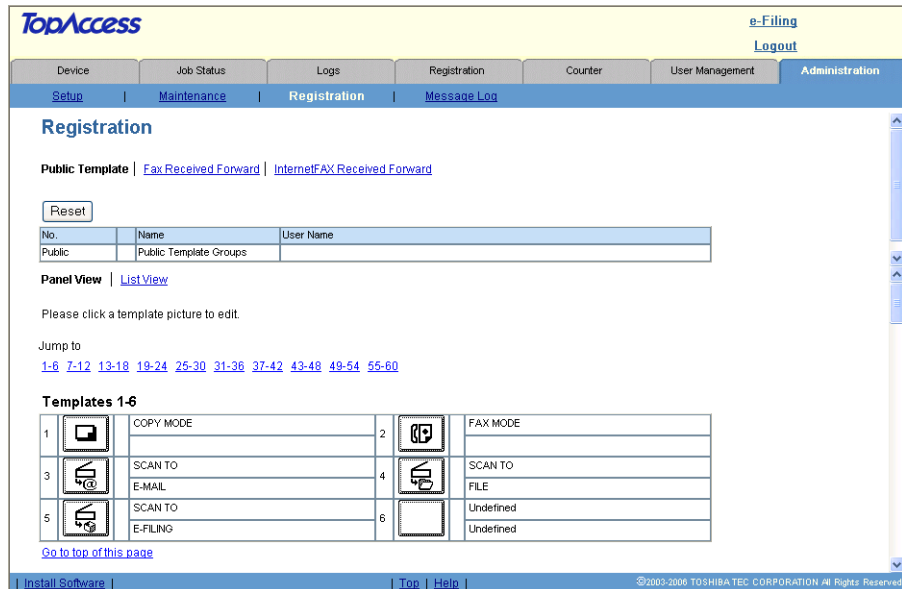 TopAccess
e-Filing
Logout
Device Job Status Logs Registration Counter User Management Administration
Setup | Maintenance | Registration | Message Log
Registration
Public Template | Fax Received Forward | InternetFAX Received Forward
Reset
No. Name User Name
Public Public Template Groups
Panel View | List View
Please click a template picture to edit.
Jump to
1-6 7-12 13-18 19-24 25-30 31-36 37-42 43-48 49-54 55-60
Templates 1-6
1 COPY MODE 2 FAX MODE
3 SCAN TO E-MAIL 4 SCAN TO FILE
5 SCAN TO E-FILING 6 Undefined Undefined
Go to top of this page
| Install Software | | Top | Help | ©2003-2006 TOSHIBA TEC CORPORATION All Rights Reserved